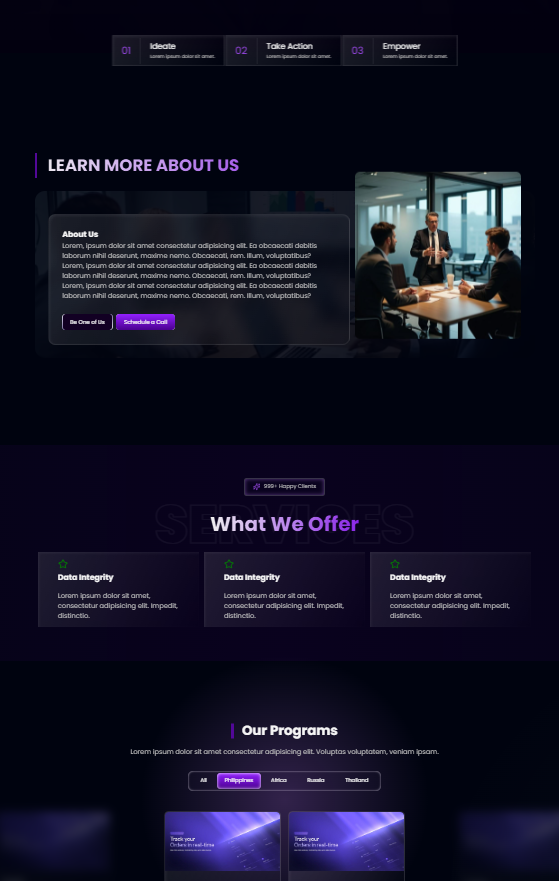 01
Ideate
Lorem ipsum dolor sit amet.
02
Take Action
Lorem ipsum dolor sit amet.
03
Empower
Lorem ipsum dolor sit amet.
LEARN MORE ABOUT US
About Us
Lorem, ipsum dolor sit amet consectetur adipisicing elit. Ea obcaecati debitis
laborum nihil deserunt, maxime nemo. Obcaecati, rem. Illum, voluptatibus?
Lorem, ipsum dolor sit amet consectetur adipisicing elit. Ea obcaecati debitis
laborum nihil deserunt, maxime nemo. Obcaecati, rem. Illum, voluptatibus?
Lorem, ipsum dolor sit amet consectetur adipisicing elit. Ea obcaecati debitis
laborum nihil deserunt, maxime nemo. Obcaecati, rem. Illum, voluptatibus?
Be One of Us
Schedule a Call
999+ Happy Clients
SERVICES
What We Offer
Data Integrity
Lorem ipsum dolor sit amet,
consectetur adipisicing elit. Impedit,
distinctio.
Data Integrity
Lorem ipsum dolor sit amet,
consectetur adipisicing elit. Impedit,
distinctio.
Data Integrity
Lorem ipsum dolor sit amet,
consectetur adipisicing elit. Impedit,
distinctio.
Our Programs
Lorem ipsum dolor sit amet consectetur adipisicing elit. Voluptas voluptatem, veniam ipsam.
All
Philippines
Africa
Russia
Thailand
Track your
Orders in real-time
Track your
Orders in real-time